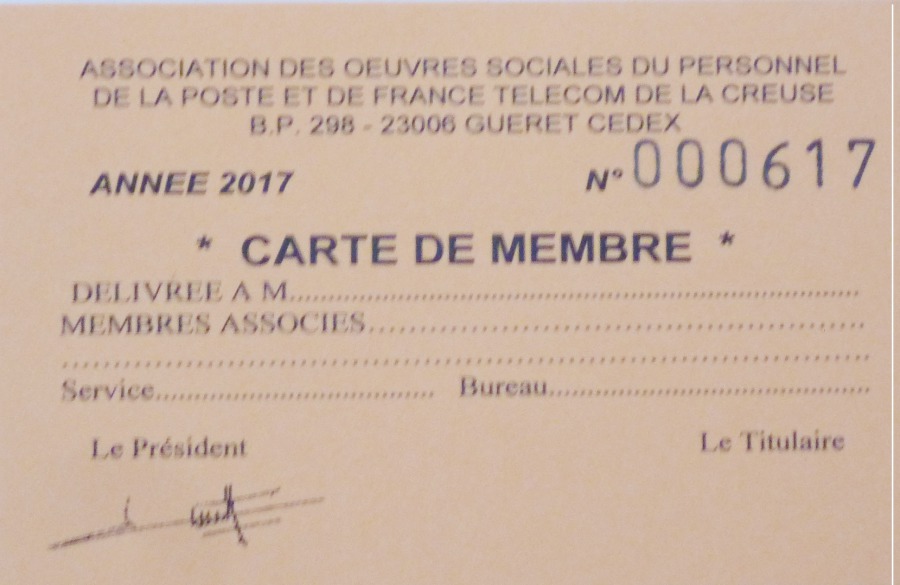 ASSOCIATION DES OEUVRES SOCIALES DU PERSONNEL
DE LA POSTE ET DE FRANCE TELECOM DE LA CREUSE
B.P. 298 - 23006 GUERET CEDEX
ANNEE 2017 N° 000617
* CARTE DE MEMBRE *
DELIVREE A M...............................................................................
MEMBRES ASSOCIES................................................
................................................................................
Service.................................... Bureau.........................................
Le Président Le Titulaire